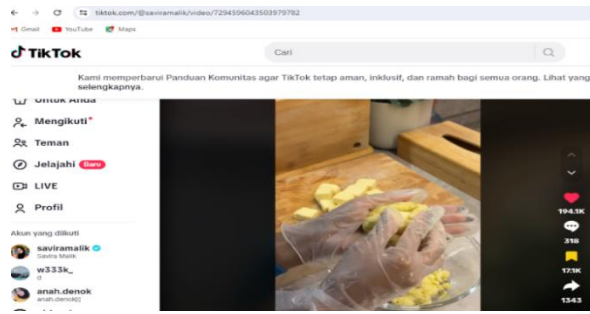 tiktok.com/@saviramalik/video/7294596043503979782
Gmail YouTube Maps
TikTok
Cari
Kami memperbarui Panduan Komunitas agar TikTok tetap aman, inklusif, dan ramah bagi semua orang. Lihat yang
selengkapnya.
Untuk Anda
Mengikuti
Teman
Jelajahi Baru
LIVE
Profil
194.1K
318
17.1K
1343
Akun yang diikuti
saviramalik
Savira Malik
w333k_
d
anah.denok